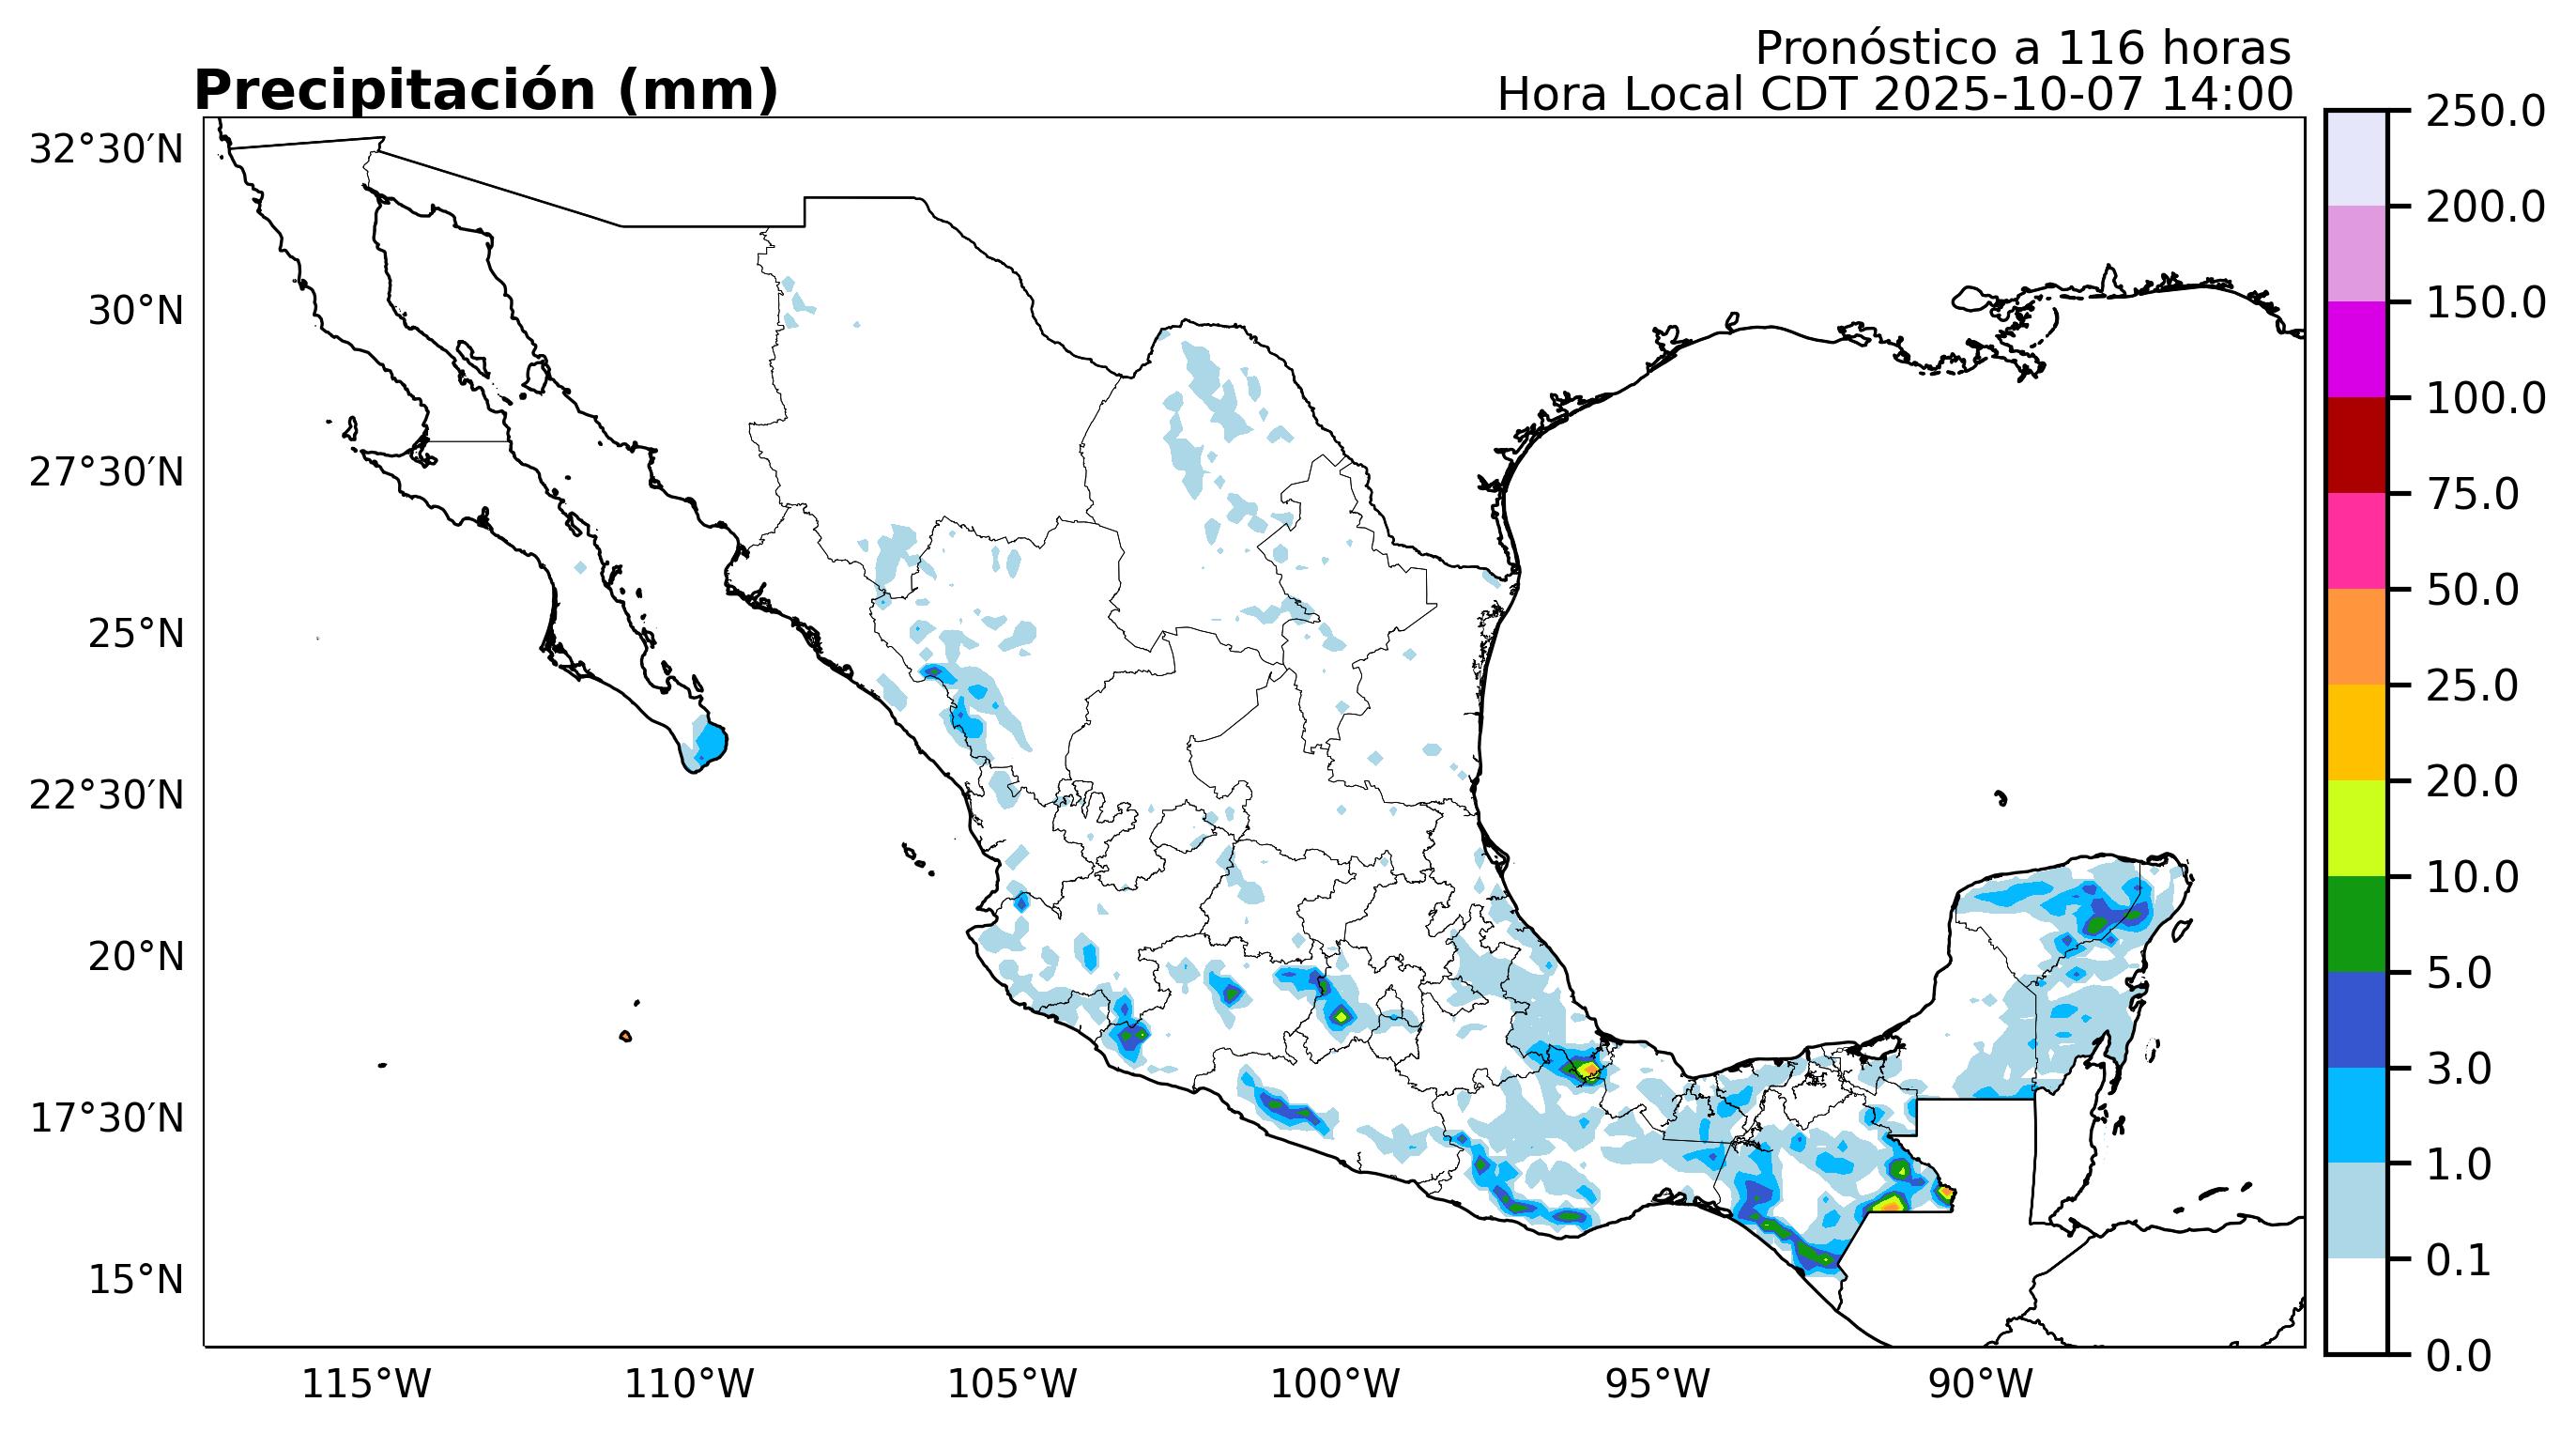 Pronóstico a 116 horas
Precipitación (mm)
Hora Local CDT 2025-10-07 14:00
32°30′N
30°N
27°30′N
25°N
22°30′N
20°N
17°30′N
15°N
115°W
110°W
105°W
100°W
95°W
90°W
250.0
200.0
150.0
100.0
75.0
50.0
25.0
20.0
10.0
5.0
3.0
1.0
0.1
0.0